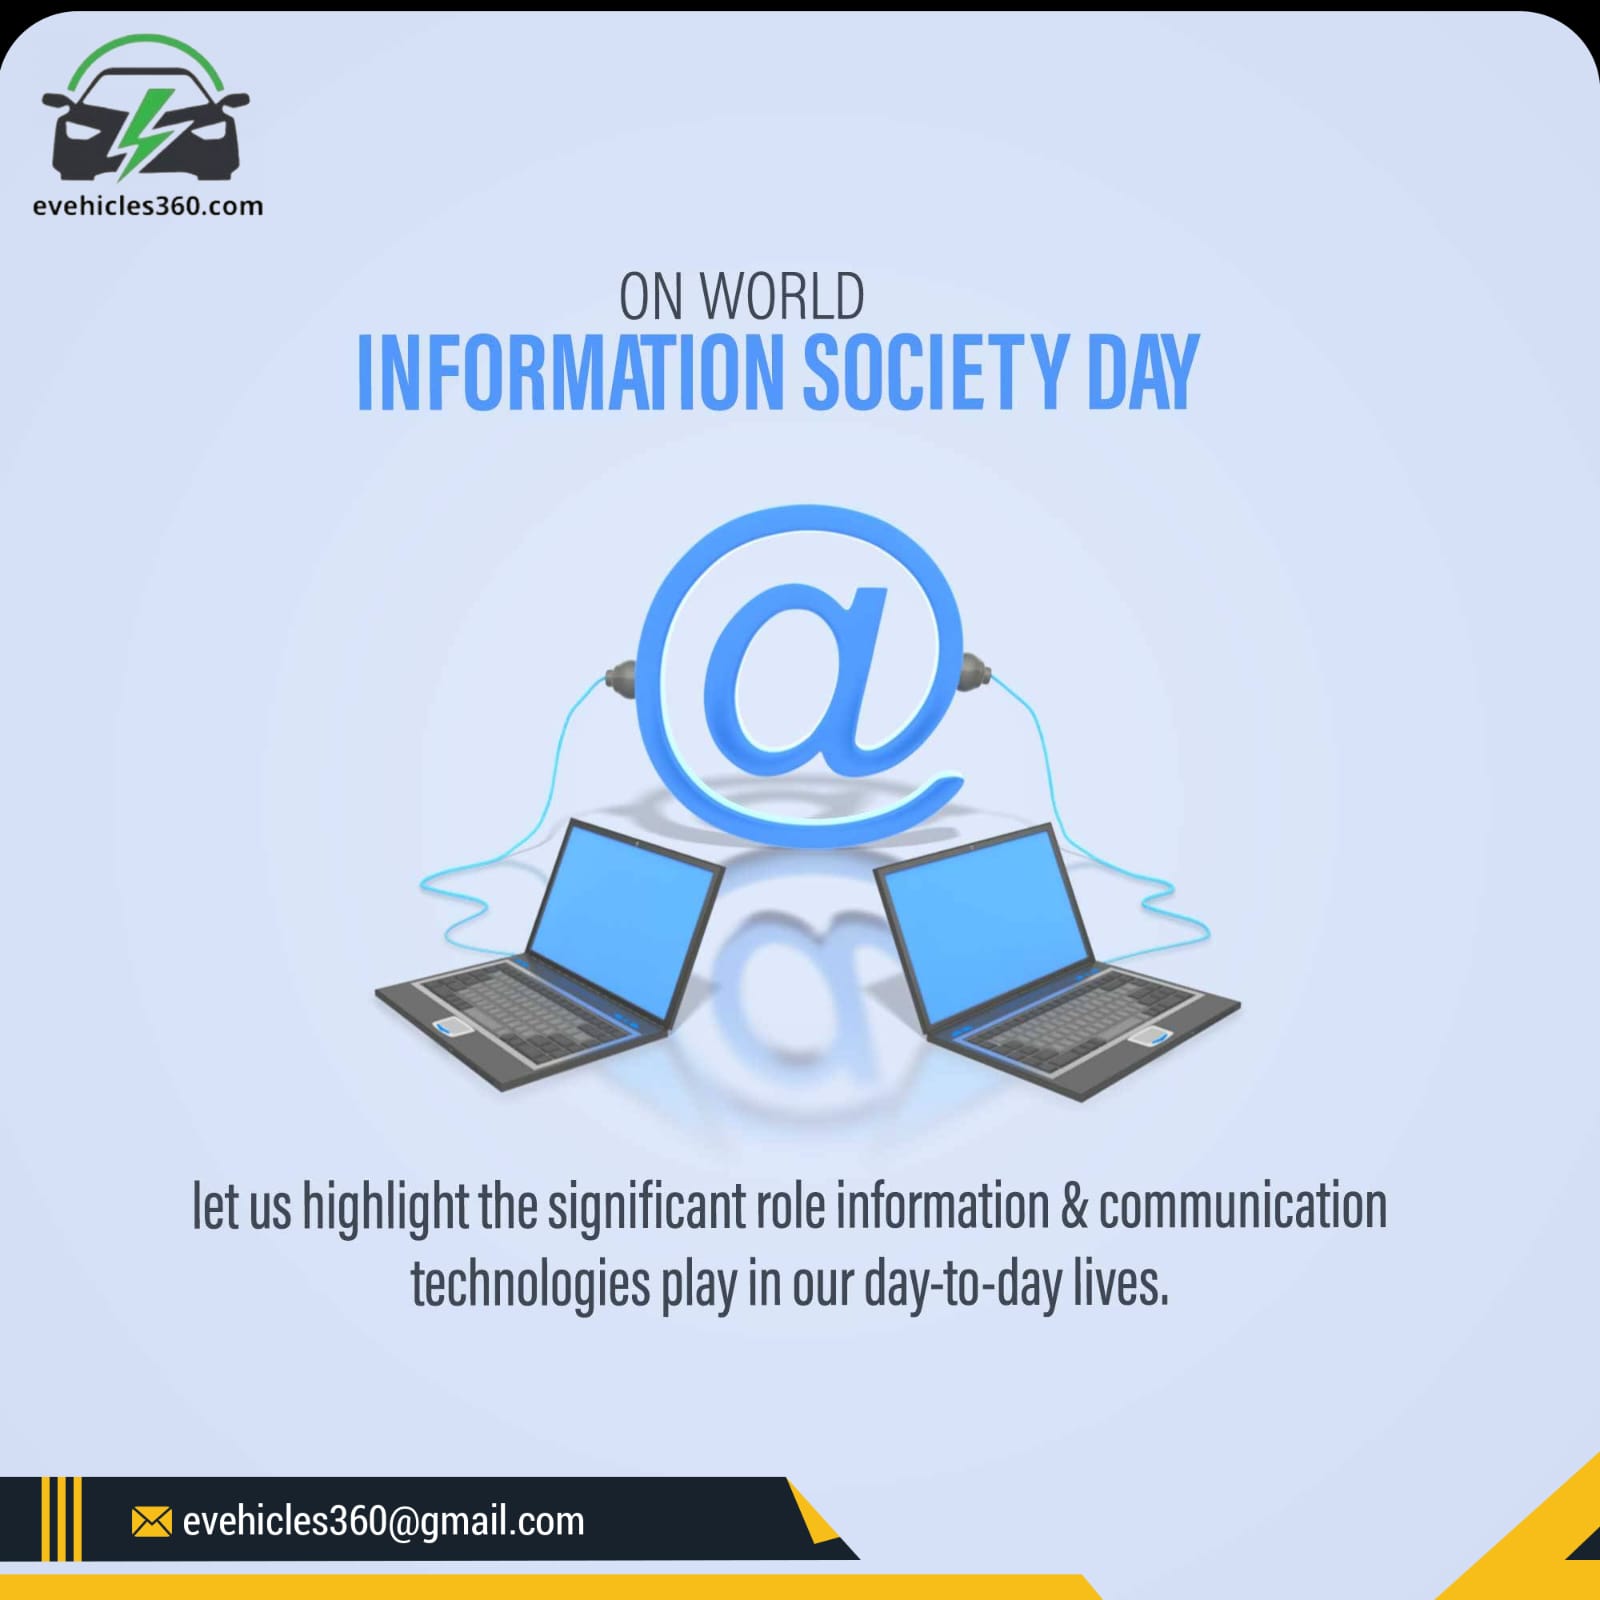 evehicles360.com
ON WORLD
INFORMATION SOCIETY DAY
@
let us highlight the significant role information & communication
technologies play in our day-to-day lives.
evehicles360@gmail.com